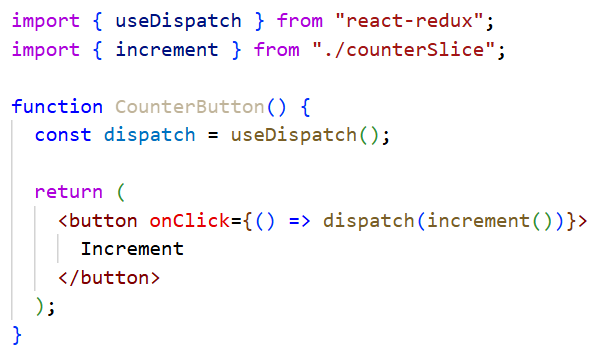 import { useDispatch } from "react-redux";
import { increment } from "./counterSlice";

function CounterButton() {
  const dispatch = useDispatch();

  return (
    <button onClick={() => dispatch(increment())}>
      Increment
    </button>
  );
}